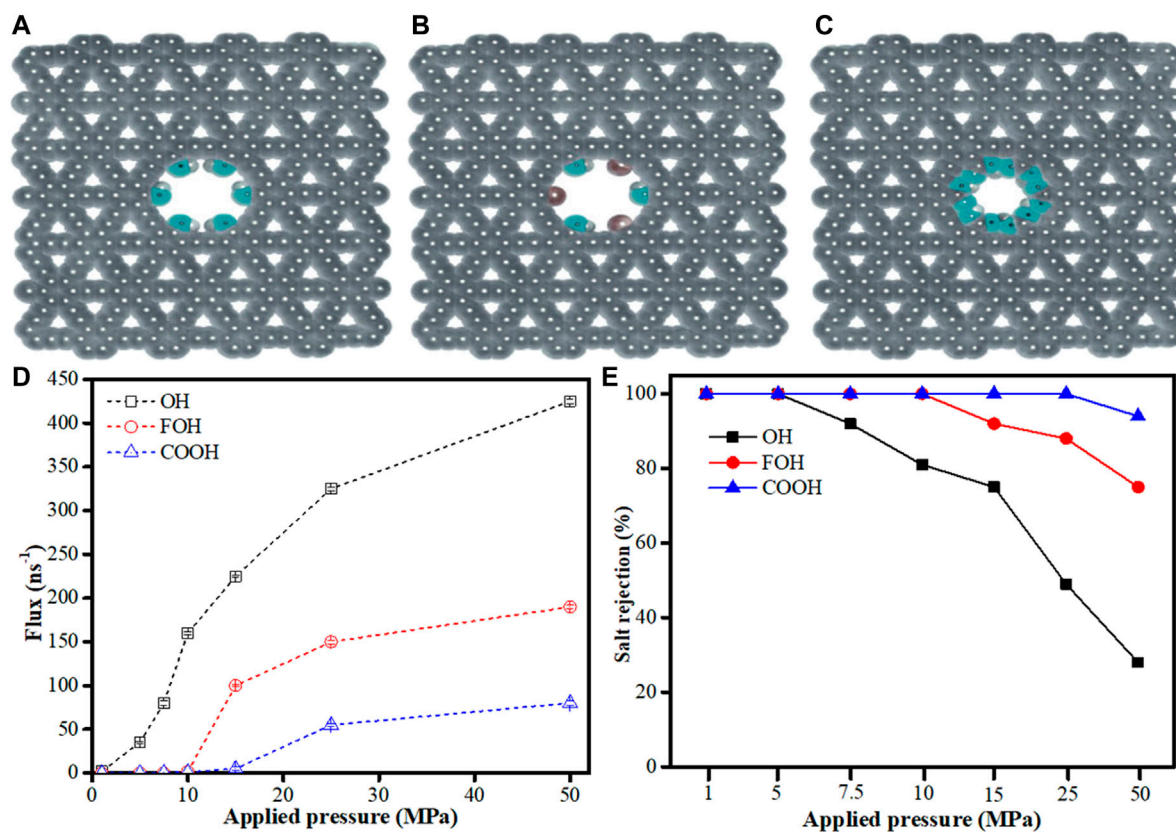 A
B
C
D
450
400
350
300
250
200
150
100
50
0
Flux (ns⁻¹)
OH
FOH
COOH
0
10
20
30
40
50
Applied pressure (MPa)
E
100
80
60
40
20
0
Salt rejection (%)
OH
FOH
COOH
1
5
7.5
10
15
25
50
Applied pressure (MPa)